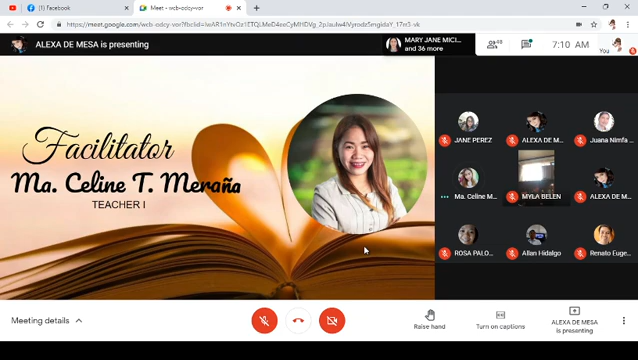 Facebook
Meet - wcb-odcy-vor
ALEXA DE MESA is presenting
MARY JANE MICI...
and 36 more
7:10 AM
You
Facilitator
Ma. Celine T. Meraña
TEACHER I
JANE PEREZ
ALEXA DE M...
Juana Nimfa ...
Ma. Celine M...
MYLA BELEN
ALEXA DE M...
ROSA PALO...
Allan Hidalgo
Renato Euge...
Meeting details
Raise hand
Turn on captions
ALEXA DE MESA
is presenting